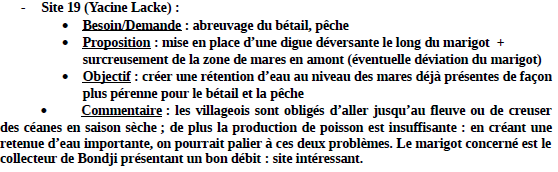 - Site 19 (Yacine Lacke) :
• Besoin/Demande : abreuvage du bétail, pêche
• Proposition : mise en place d'une digue déversante le long du marigot +
surcreusement de la zone de mares en amont (éventuelle déviation du marigot)
• Objectif : créer une rétention d'eau au niveau des mares déjà présentes de façon
plus pérenne pour le bétail et la pêche
• Commentaire : les villageois sont obligés d'aller jusqu'au fleuve ou de creuser
des céanes en saison sèche ; de plus la production de poisson est insuffisante : en créant une
retenue d'eau importante, on pourrait palier à ces deux problèmes. Le marigot concerné est le
collecteur de Bondji présentant un bon débit : site intéressant.